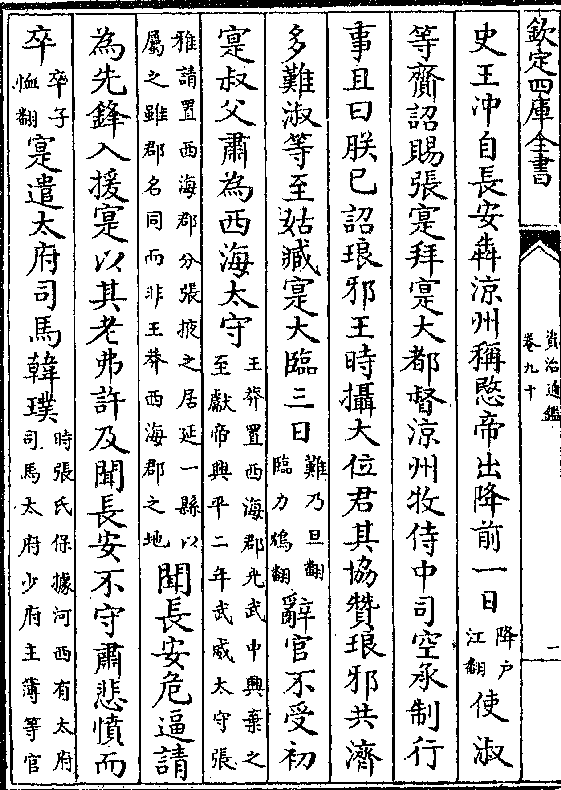 欽定四庫全書
資治通鑑
卷九十
二
史王沖自長安犇涼州稱愍帝出降前一日
降戶
江翻
使淑
等齎詔賜張寔拜寔大都督涼州牧侍中司空承制行
事且曰朕已詔琅邪王時攝大位君其協贊琅邪共濟
多難淑等至姑臧寔大臨三日
難乃旦翻
臨力鴆翻
辭官不受初
寔叔父肅為西海太守
王莽置西海郡光武中興棄之
至獻帝興平二年武威太守張
雅請置西海郡分張掖之居延一縣以
屬之雖郡名同而非王莽西海郡之地
聞長安危逼請
為先鋒入援寔以其老弗許及聞長安不守肅悲憤而
卒
卒子
恤翻
寔遣太府司馬韓璞
時張氏保據河西有太府
司馬太府少府主簿等官